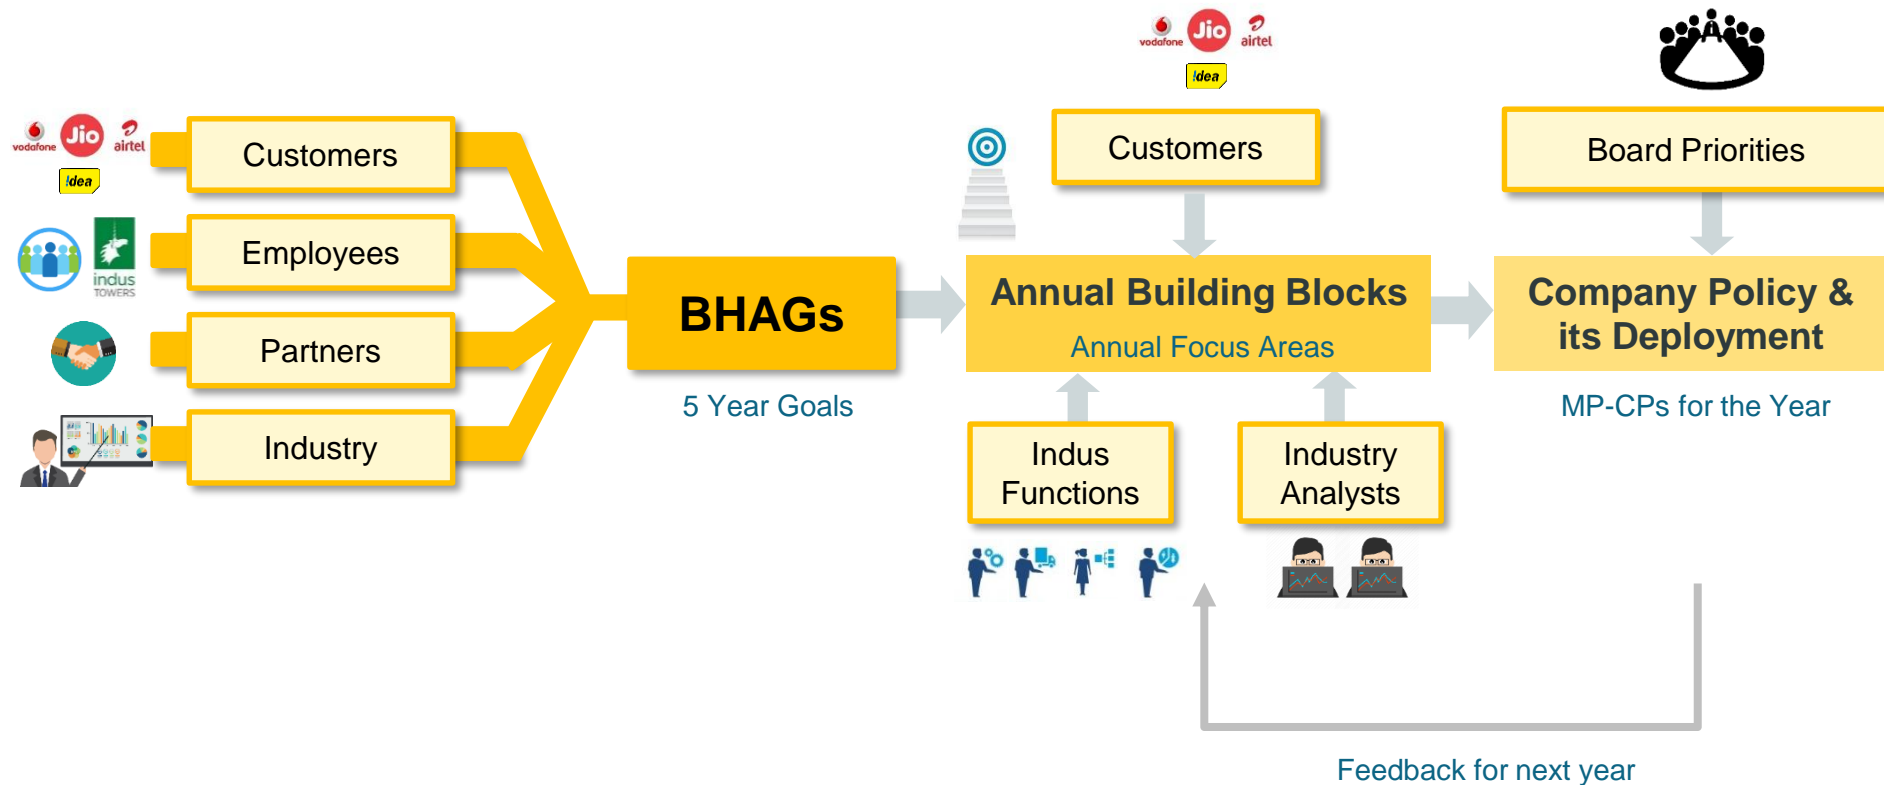 vodafone
Jio
airtel
!dea
Customers
Employees
indus
TOWERS
Partners
Industry
BHAGs
5 Year Goals
vodafone
Jio
airtel
!dea
Customers
Annual Building Blocks
Annual Focus Areas
Indus
Functions
Industry
Analysts
Board Priorities
Company Policy &
its Deployment
MP-CPs for the Year
Feedback for next year